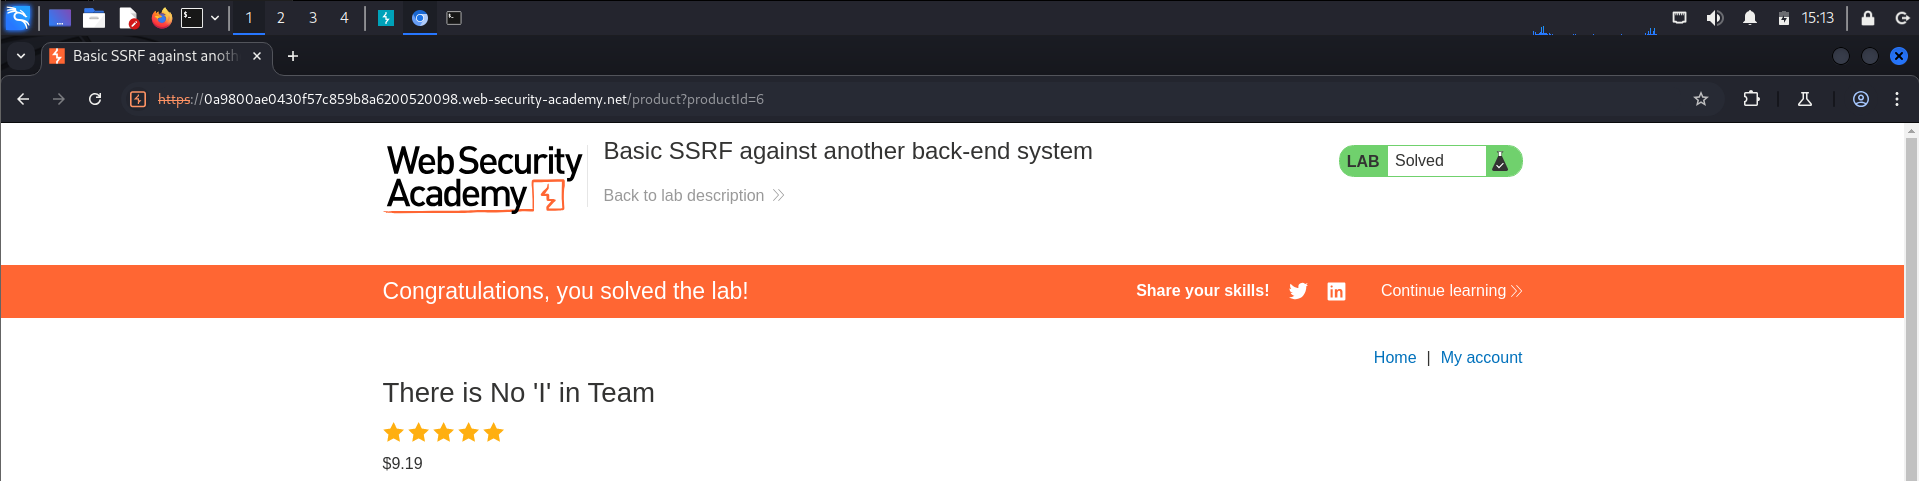 1 2 3 4 15:13
Basic SSRF against anoth
https://0a9800ae0430f57c859b8a6200520098.web-security-academy.net/product?productId=6
Web Security
Academy
Basic SSRF against another back-end system
Back to lab description
LAB Solved
Congratulations, you solved the lab!
Share your skills!
Continue learning
Home | My account
There is No 'I' in Team
$9.19